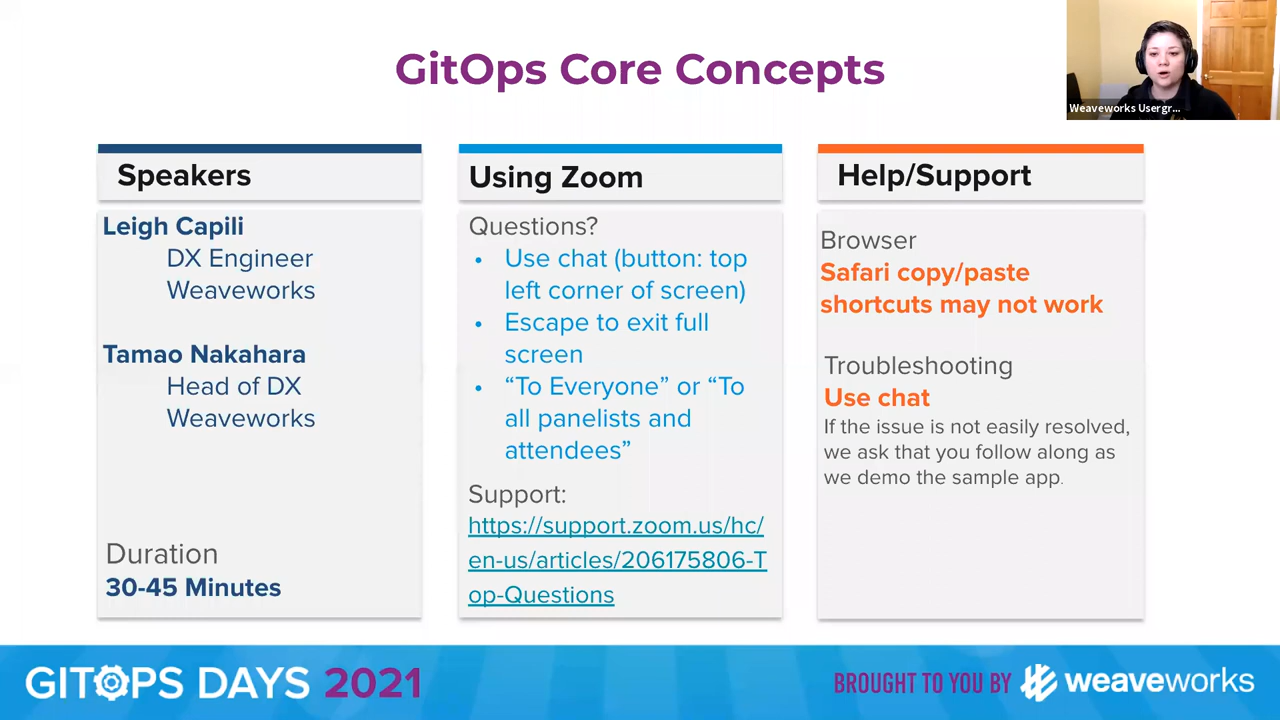 GitOps Core Concepts
Weaveworks Usergr...
Speakers
Leigh Capili
DX Engineer
Weaveworks
Tamao Nakahara
Head of DX
Weaveworks
Duration
30-45 Minutes
Using Zoom
Questions?
• Use chat (button: top
left corner of screen)
• Escape to exit full
screen
• “To Everyone” or “To
all panelists and
attendees”
Support:
https://support.zoom.us/hc/
en-us/articles/206175806-T
op-Questions
Help/Support
Browser
Safari copy/paste
shortcuts may not work
Troubleshooting
Use chat
If the issue is not easily resolved,
we ask that you follow along as
we demo the sample app.
GITOPS DAYS 2021
BROUGHT TO YOU BY weaveworks